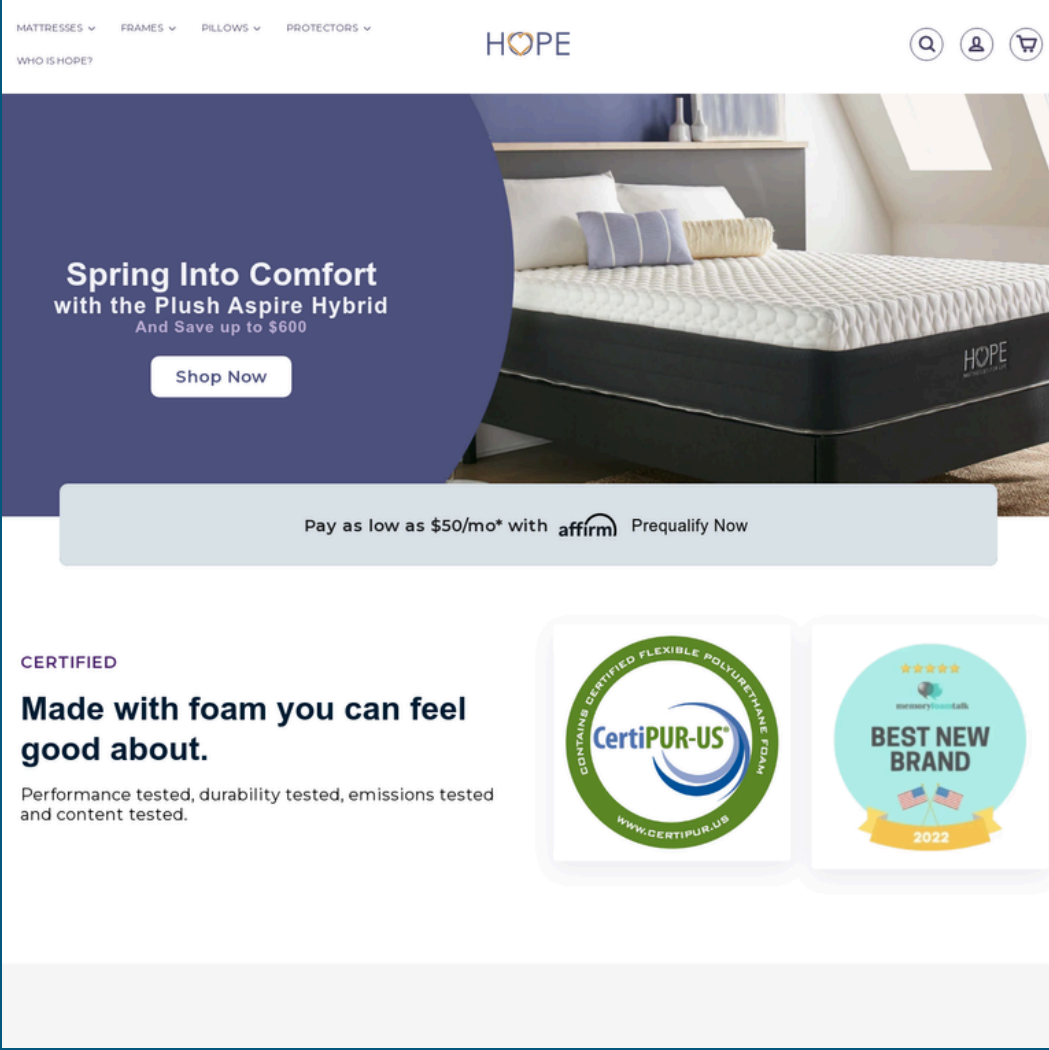 MATTRESSES
FRAMES
PILLOWS
PROTECTORS
WHO IS HOPE?
HOPE
Spring Into Comfort
with the Plush Aspire Hybrid
And Save up to $600
Shop Now
HOPE
Pay as low as $50/mo* with affirm Prequalify Now
CERTIFIED
Made with foam you can feel
good about.
Performance tested, durability tested, emissions tested
and content tested.
CONTAINS CERTIFIED FLEXIBLE POLYURETHANE FOAM
CertiPUR-US®
WWW.CERTIPUR.US
memoryfoamtalk
BEST NEW
BRAND
2022